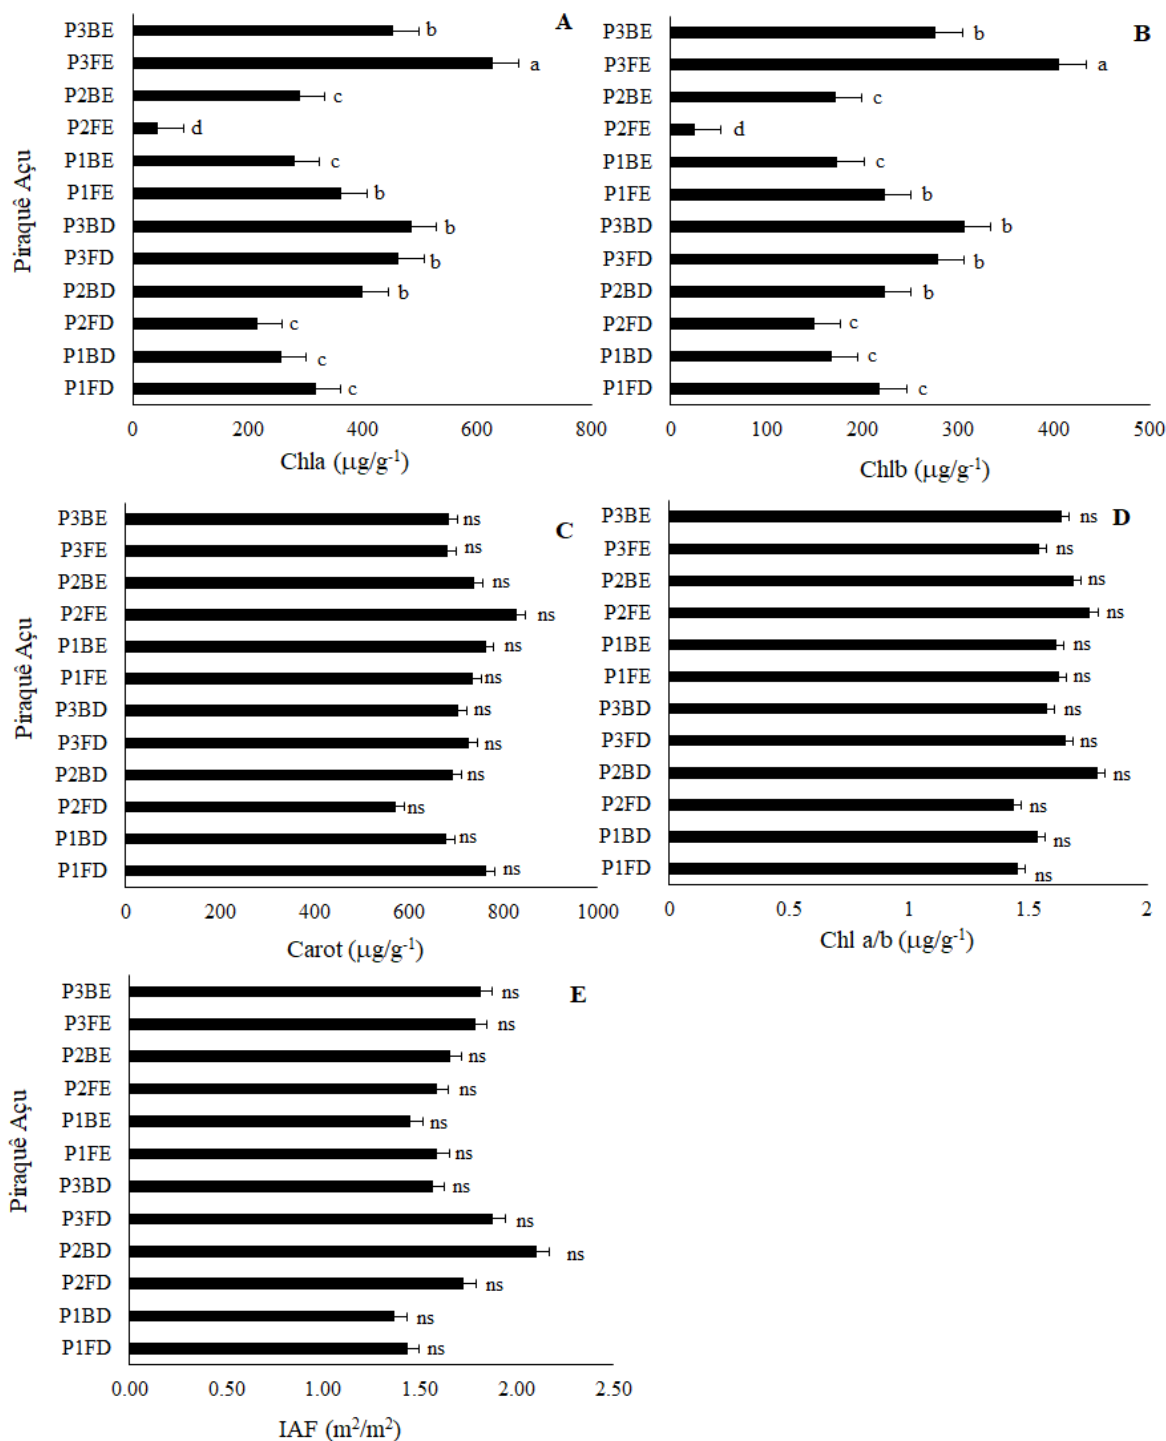 A
Piraquê Açu
P3BE b
P3FE a
P2BE c
P2FE d
P1BE c
P1FE b
P3BD b
P3FD b
P2BD b
P2FD c
P1BD c
P1FD c
0 200 400 600 800
Chla (µg/g⁻¹)
B
P3BE b
P3FE a
P2BE c
P2FE d
P1BE c
P1FE b
P3BD b
P3FD b
P2BD b
P2FD c
P1BD c
P1FD c
0 100 200 300 400 500
Chlb (µg/g⁻¹)
C
Piraquê Açu
P3BE ns
P3FE ns
P2BE ns
P2FE ns
P1BE ns
P1FE ns
P3BD ns
P3FD ns
P2BD ns
P2FD ns
P1BD ns
P1FD ns
0 200 400 600 800 1000
Carot (µg/g⁻¹)
D
P3BE ns
P3FE ns
P2BE ns
P2FE ns
P1BE ns
P1FE ns
P3BD ns
P3FD ns
P2BD ns
P2FD ns
P1BD ns
P1FD ns
0 0.5 1 1.5 2
Chl a/b (µg/g⁻¹)
E
Piraquê Açu
P3BE ns
P3FE ns
P2BE ns
P2FE ns
P1BE ns
P1FE ns
P3BD ns
P3FD ns
P2BD ns
P2FD ns
P1BD ns
P1FD ns
0.00 0.50 1.00 1.50 2.00 2.50
IAF (m²/m²)